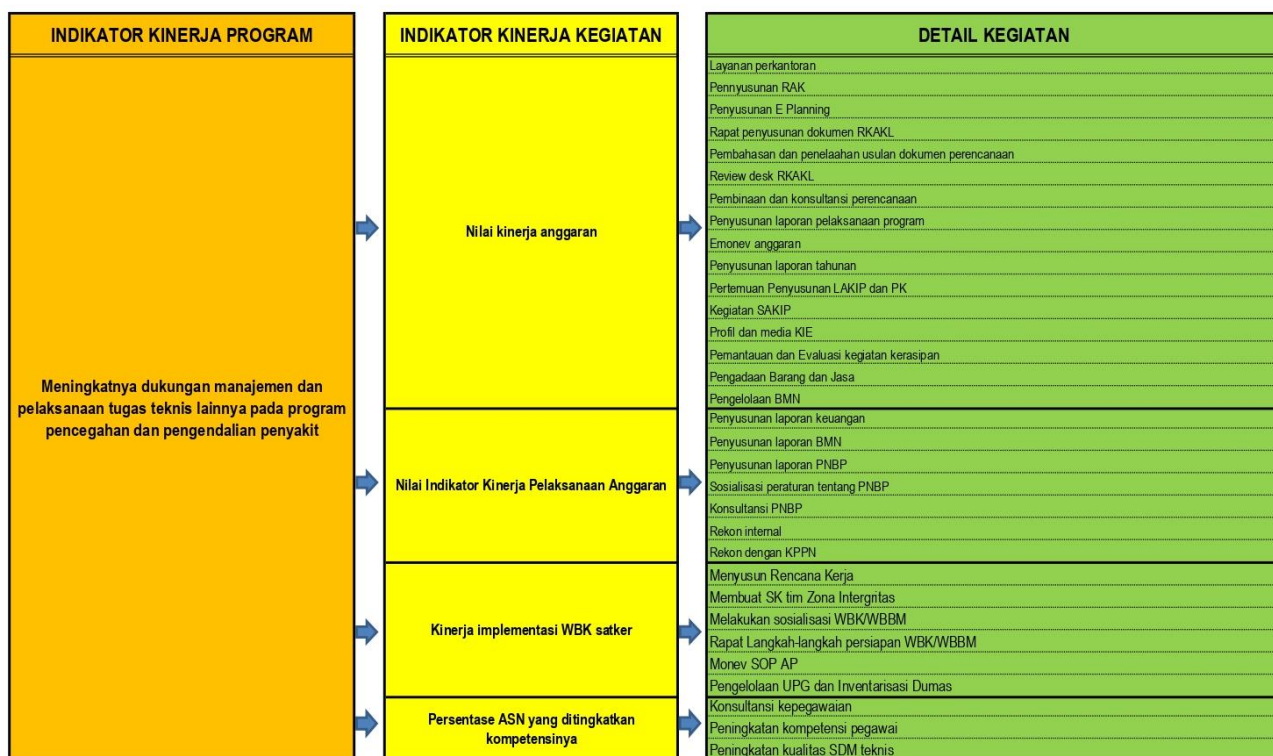 INDIKATOR KINERJA PROGRAM
INDIKATOR KINERJA KEGIATAN
DETAIL KEGIATAN
Meningkatnya dukungan manajemen dan
pelaksanaan tugas teknis lainnya pada program
pencegahan dan pengendalian penyakit
Nilai kinerja anggaran
Layanan perkantoran
Pennyusunan RAK
Penyusunan E Planning
Rapat penyusunan dokumen RKAKL
Pembahasan dan penelaahan usulan dokumen perencanaan
Review desk RKAKL
Pembinaan dan konsultansi perencanaan
Penyusunan laporan pelaksanaan program
Emonev anggaran
Penyusunan laporan tahunan
Pertemuan Penyusunan LAKIP dan PK
Kegiatan SAKIP
Profil dan media KIE
Pemantauan dan Evaluasi kegiatan kerasipan
Pengadaan Barang dan Jasa
Pengelolaan BMN
Nilai Indikator Kinerja Pelaksanaan Anggaran
Penyusunan laporan keuangan
Penyusunan laporan BMN
Penyusunan laporan PNBP
Sosialisasi peraturan tentang PNBP
Konsultansi PNBP
Rekon internal
Rekon dengan KPPN
Kinerja implementasi WBK satker
Menyusun Rencana Kerja
Membuat SK tim Zona Intergritas
Melakukan sosialisasi WBK/WBBM
Rapat Langkah-langkah persiapan WBK/WBBM
Monev SOP AP
Pengelolaan UPG dan Inventarisasi Dumas
Persentase ASN yang ditingkatkan
kompetensinya
Konsultansi kepegawaian
Peningkatan kompetensi pegawai
Peningkatan kualitas SDM teknis